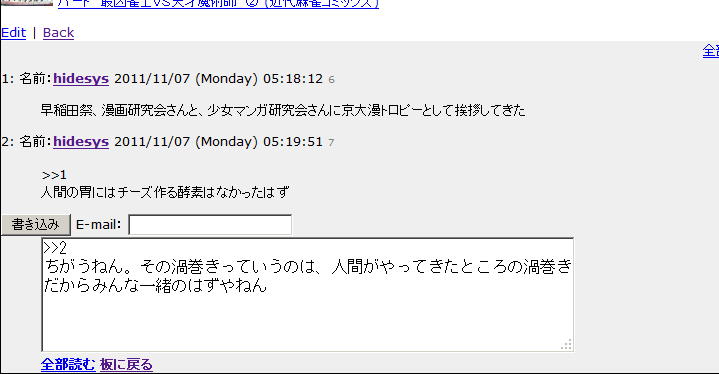 ハード 最凶雀士VS天才魔術師 ② (近代麻雀コミックス)
Edit | Back
全部
1: 名前:hidesys 2011/11/07 (Monday) 05:18:12 6
早稲田祭、漫画研究会さんと、少女マンガ研究会さんに京大漫トロピーとして挨拶してきた
2: 名前:hidesys 2011/11/07 (Monday) 05:19:51 7
>>1
人間の胃にはチーズ作る酵素はなかったはず
書き込み E-mail:
>>2
ちがうねん。その渦巻きっていうのは、人間がやってきたところの渦巻き
だからみんな一緒のはずやねん
全部読む 板に戻る